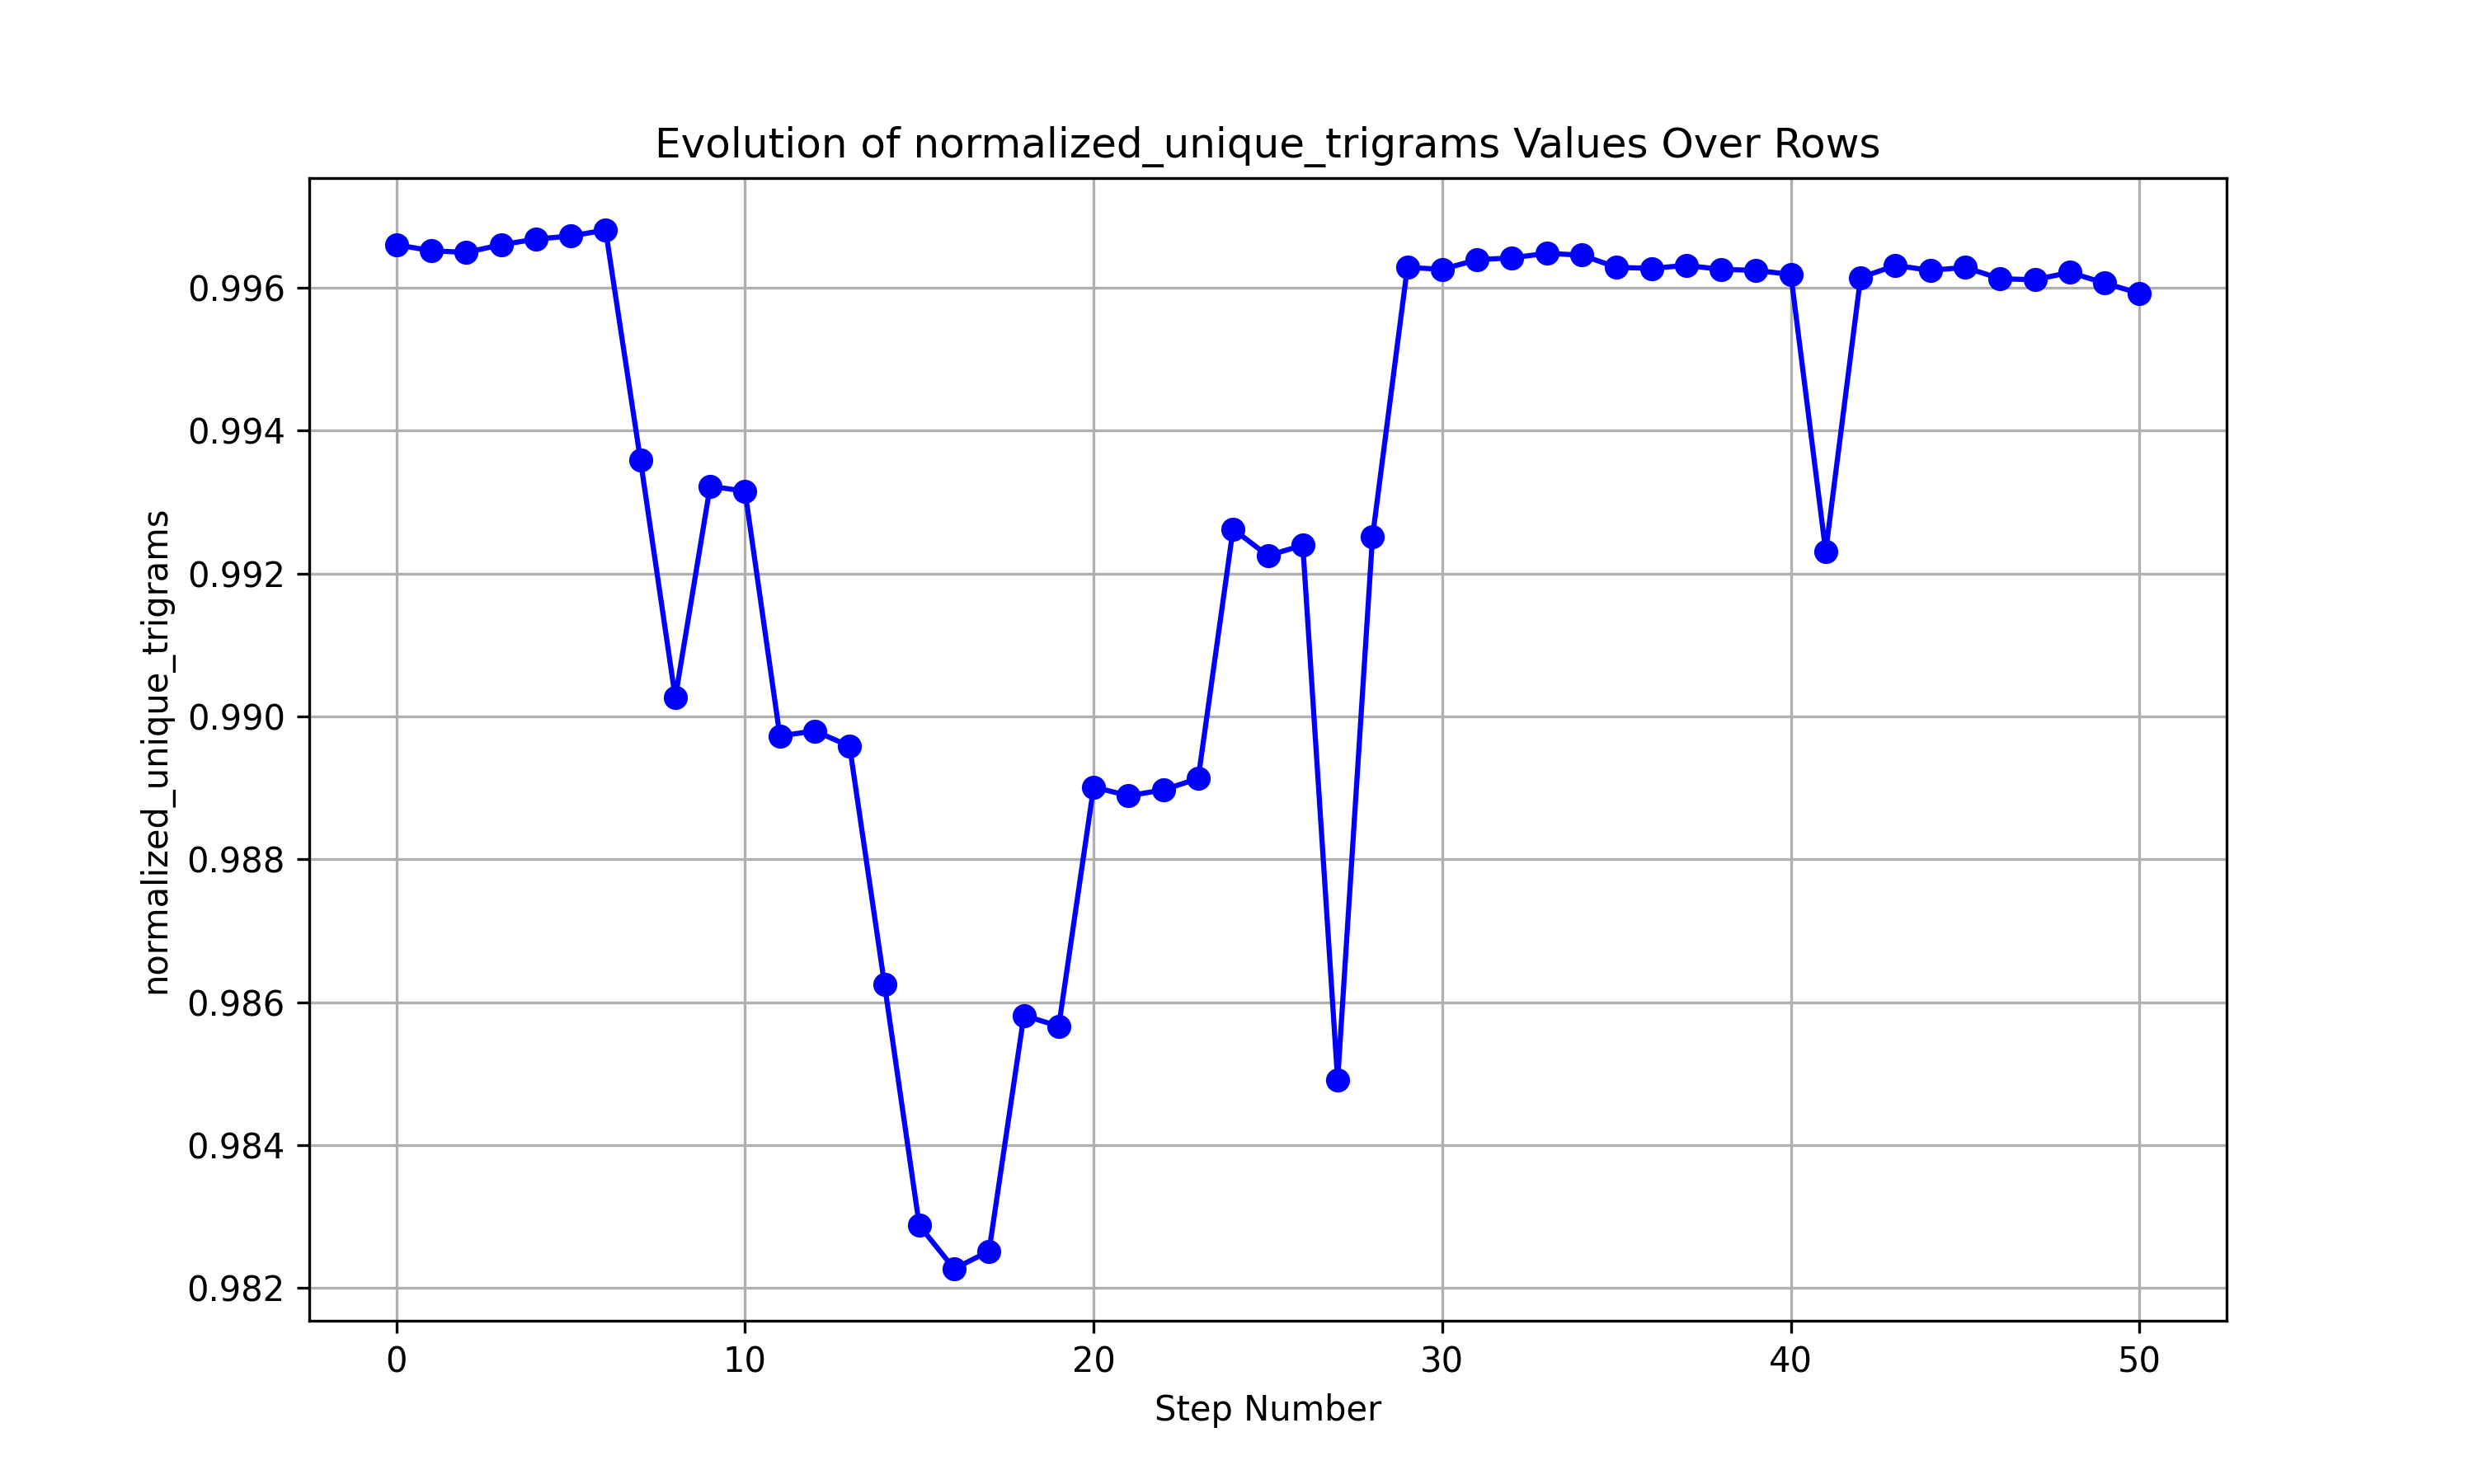 Evolution of normalized_unique_trigrams Values Over Rows
normalized_unique_trigrams
0.996
0.994
0.992
0.990
0.988
0.986
0.984
0.982
0 10 20 30 40 50
Step Number